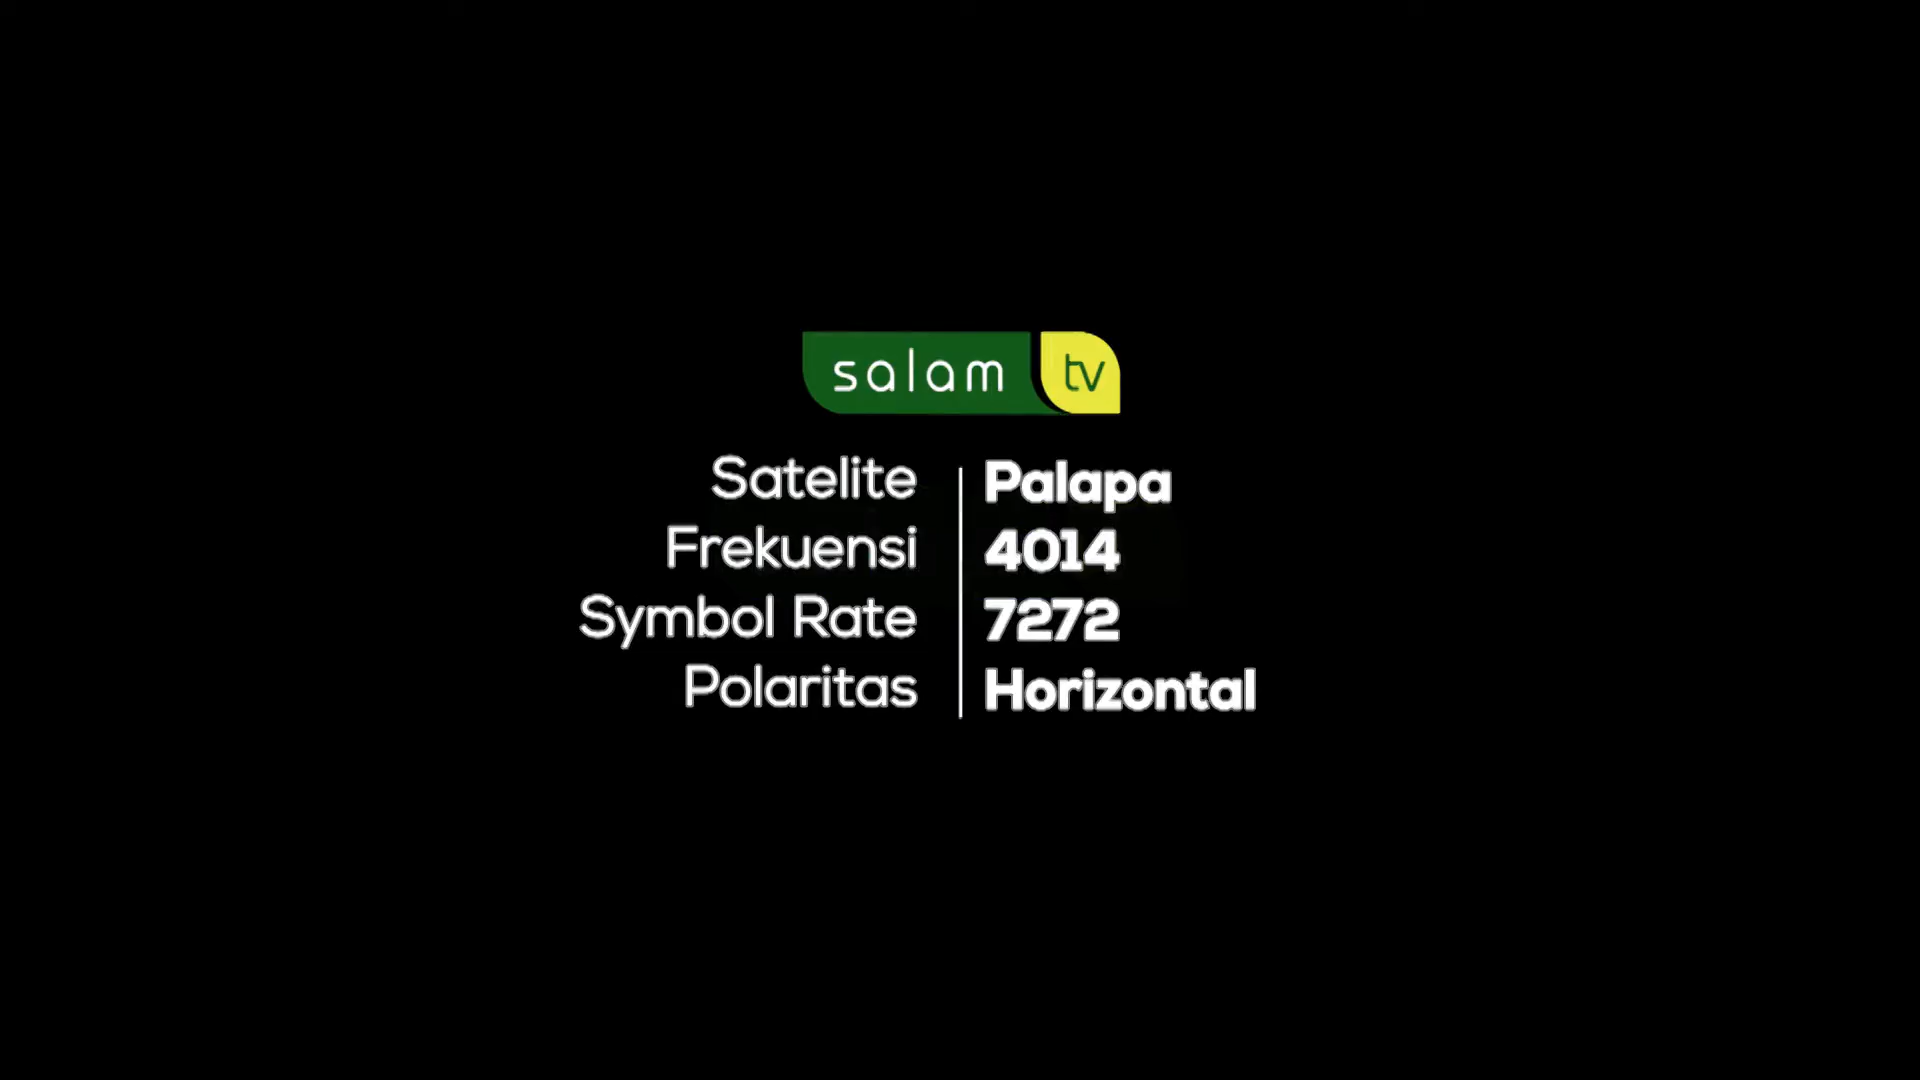 salam tv
Satelite Palapa
Frekuensi 4014
Symbol Rate 7272
Polaritas Horizontal